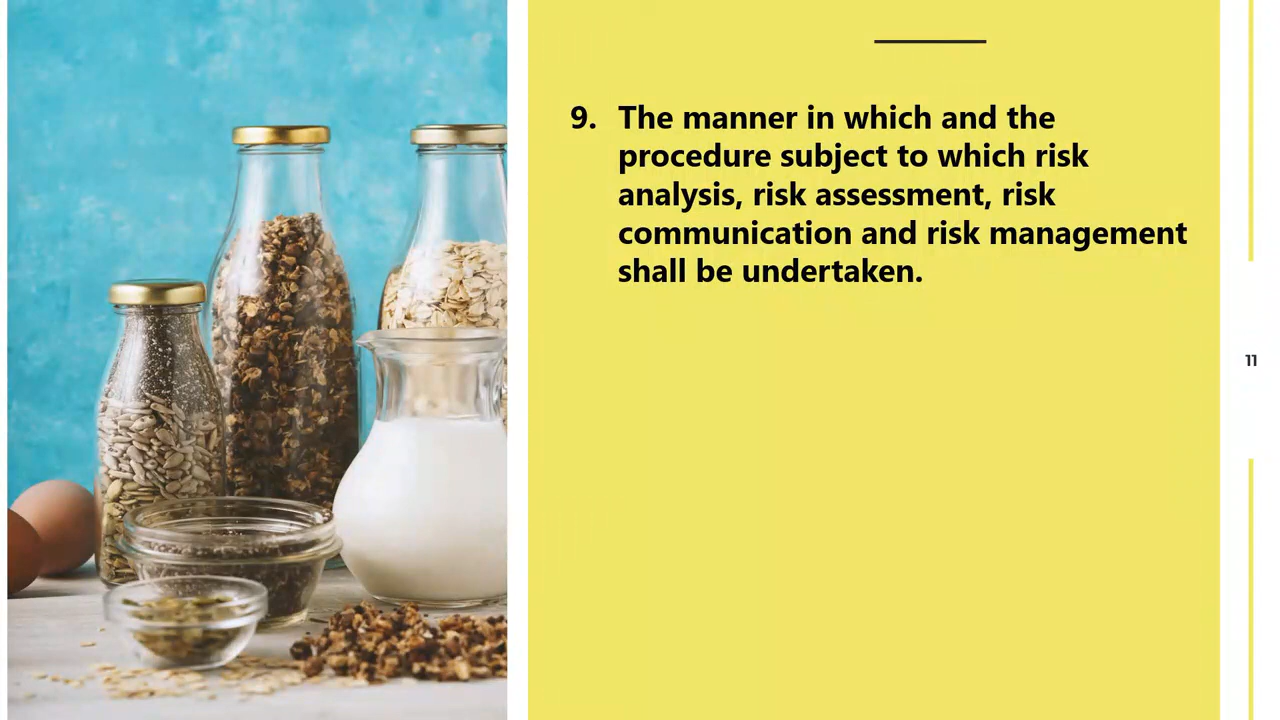 9. The manner in which and the
procedure subject to which risk
analysis, risk assessment, risk
communication and risk management
shall be undertaken.
11